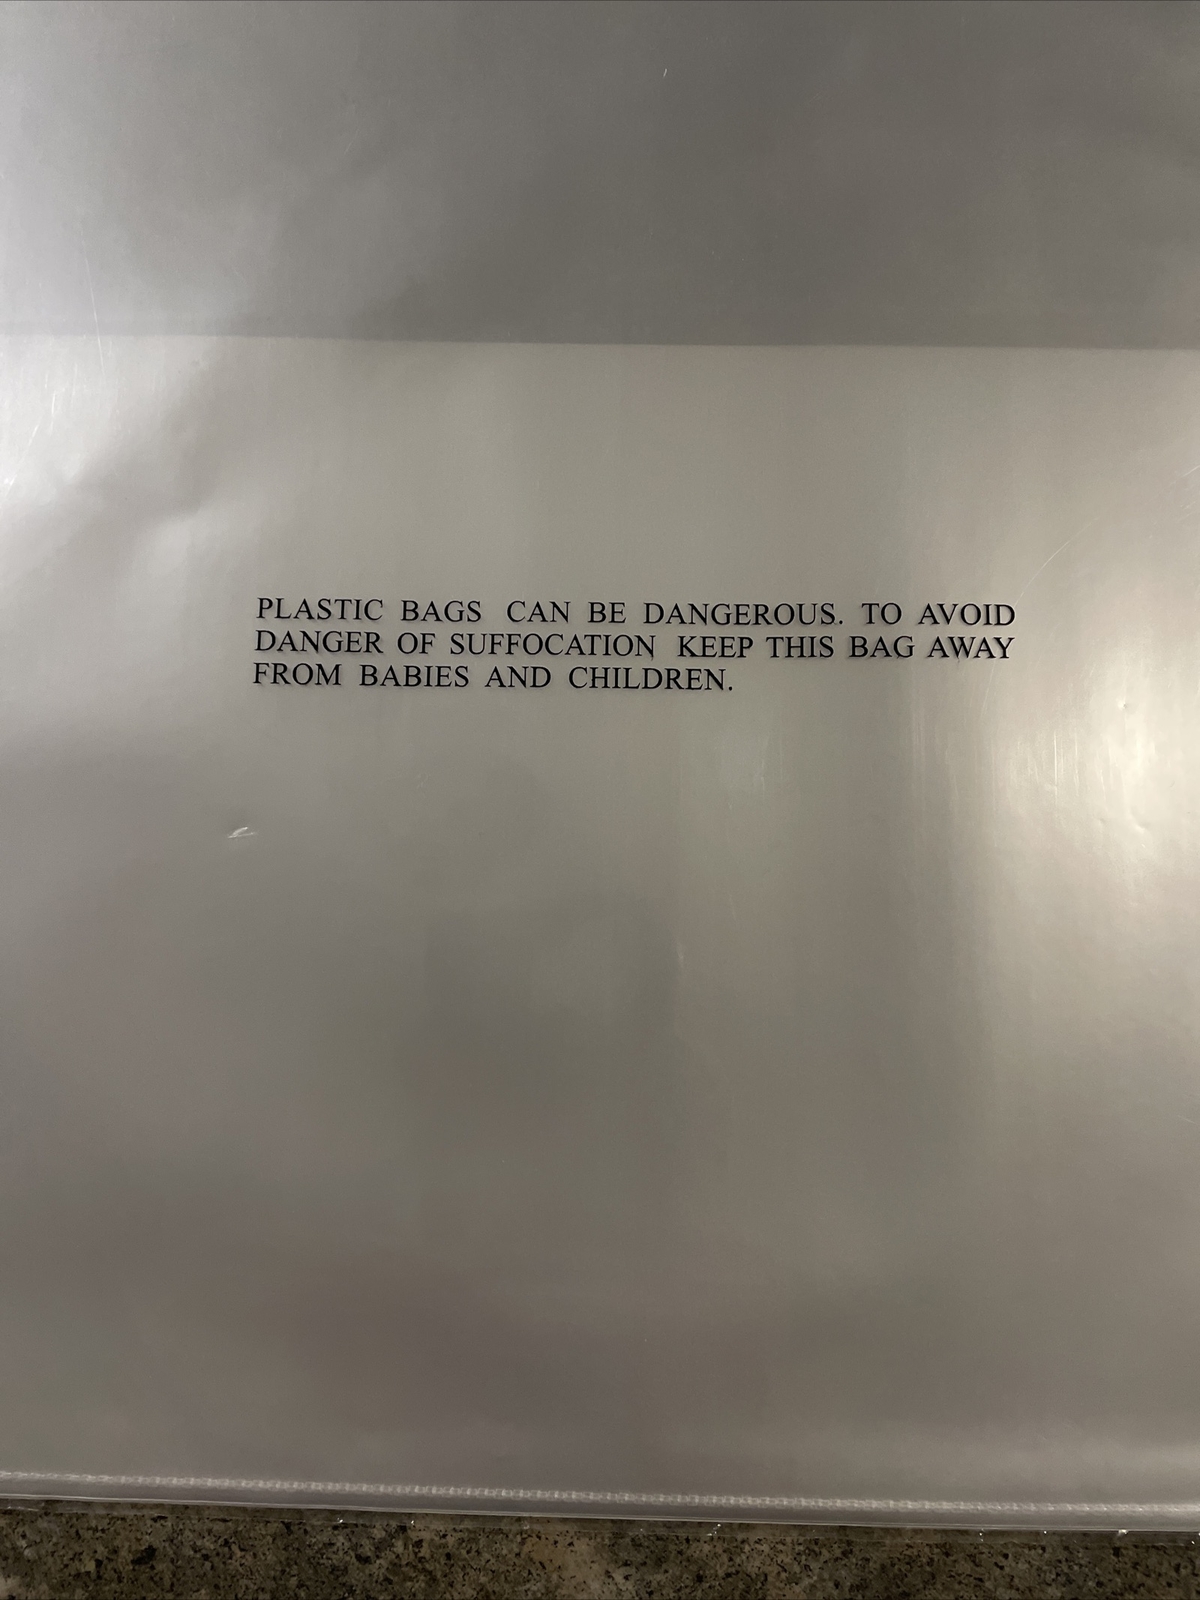 PLASTIC BAGS CAN BE DANGEROUS. TO AVOID
DANGER OF SUFFOCATION KEEP THIS BAG AWAY
FROM BABIES AND CHILDREN.